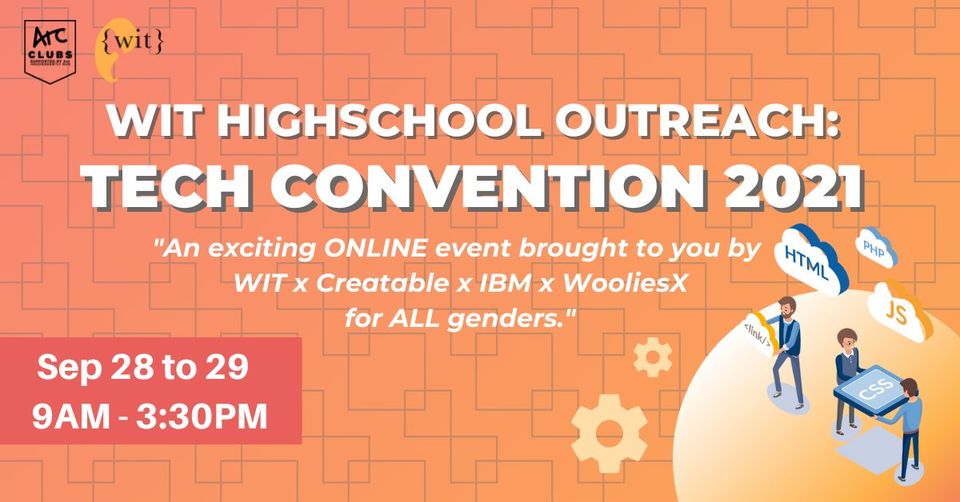 Arc
CLUBS
{wit}
WIT HIGHSCHOOL OUTREACH:
TECH CONVENTION 2021
"An exciting ONLINE event brought to you by
WIT x Creatable x IBM x WooliesX
for ALL genders."
Sep 28 to 29
9AM - 3:30PM
HTML
PHP
JS
<link/>
CSS